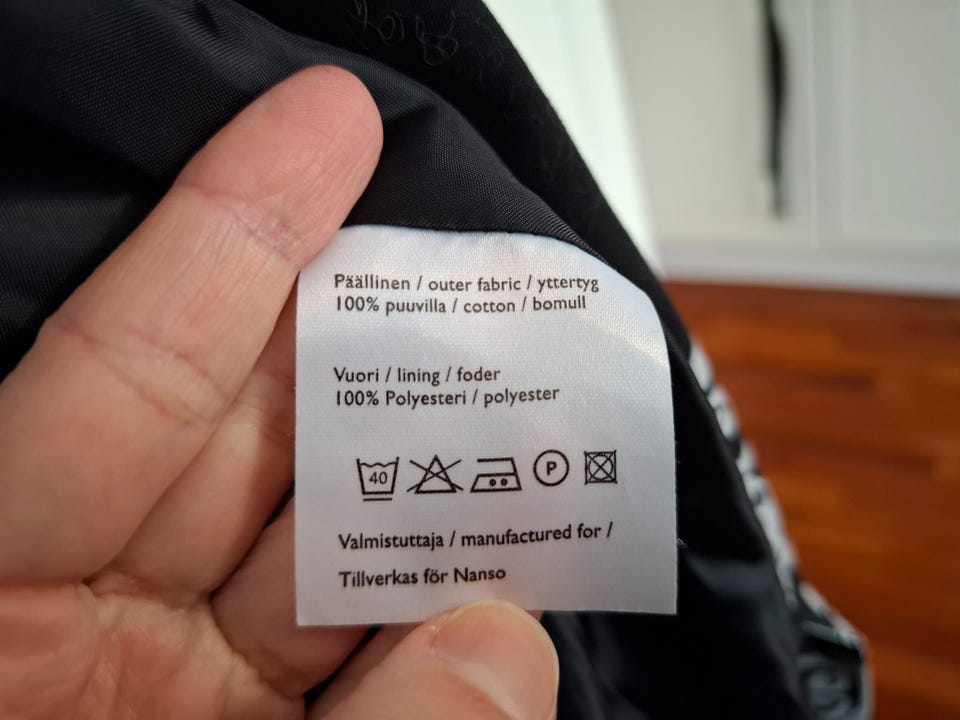 Päällinen / outer fabric / yttertyg
100% puuvilla / cotton / bomull
Vuori / lining / foder
100% Polyesteri / polyester
40 P
Valmistuttaja / manufactured for /
Tillverkas för Nanso